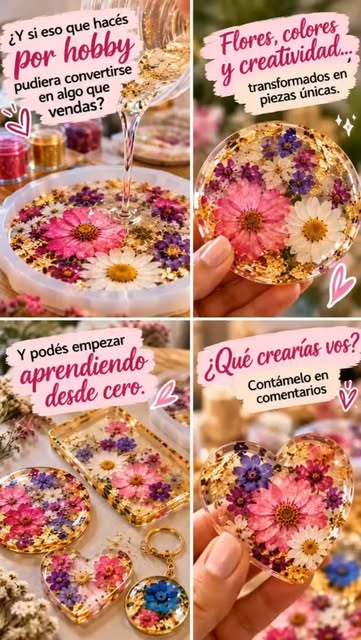 ¿Y si eso que hacés
por hobby
pudiera convertirse
en algo que
vendas?
Flores, colores
y creatividad...
transformados en
piezas únicas.
Y podés empezar
aprendiendo
desde cero.
¿Qué crearías vos?
Contámelo en
comentarios